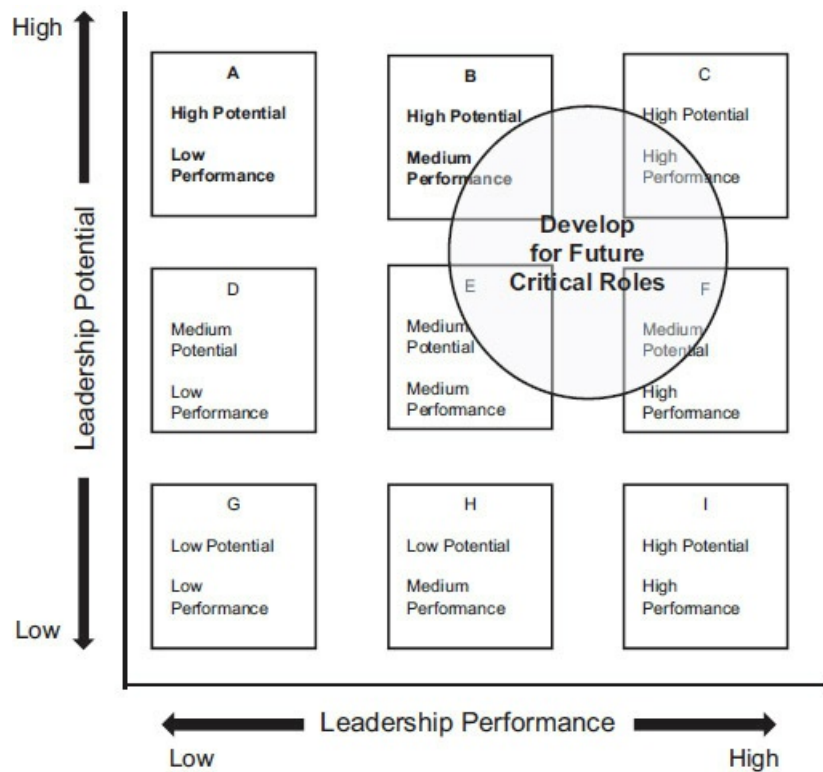 High
A
High Potential
Low
Performance
B
High Potential
Medium
Performance
C
High Potential
High
Performance
Develop
for Future
Critical Roles
Leadership Potential
D
Medium
Potential
Low
Performance
E
Medium
Potential
Medium
Performance
F
Medium
Potential
High
Performance
G
Low Potential
Low
Performance
H
Low Potential
Medium
Performance
I
High Potential
High
Performance
Low
Leadership Performance
Low
High